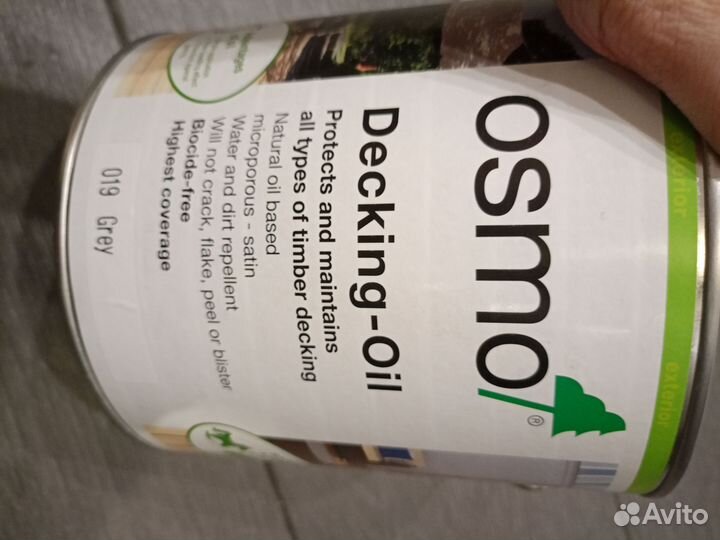 exterior
exterior
osmo
®
Decking-Oil
Protects and maintains
all types of timber decking
Natural oil based
microporous - satin
Water and dirt repellent
Will not crack, flake, peel or blister
Biocide-free
Highest coverage
019 Grey
Avito